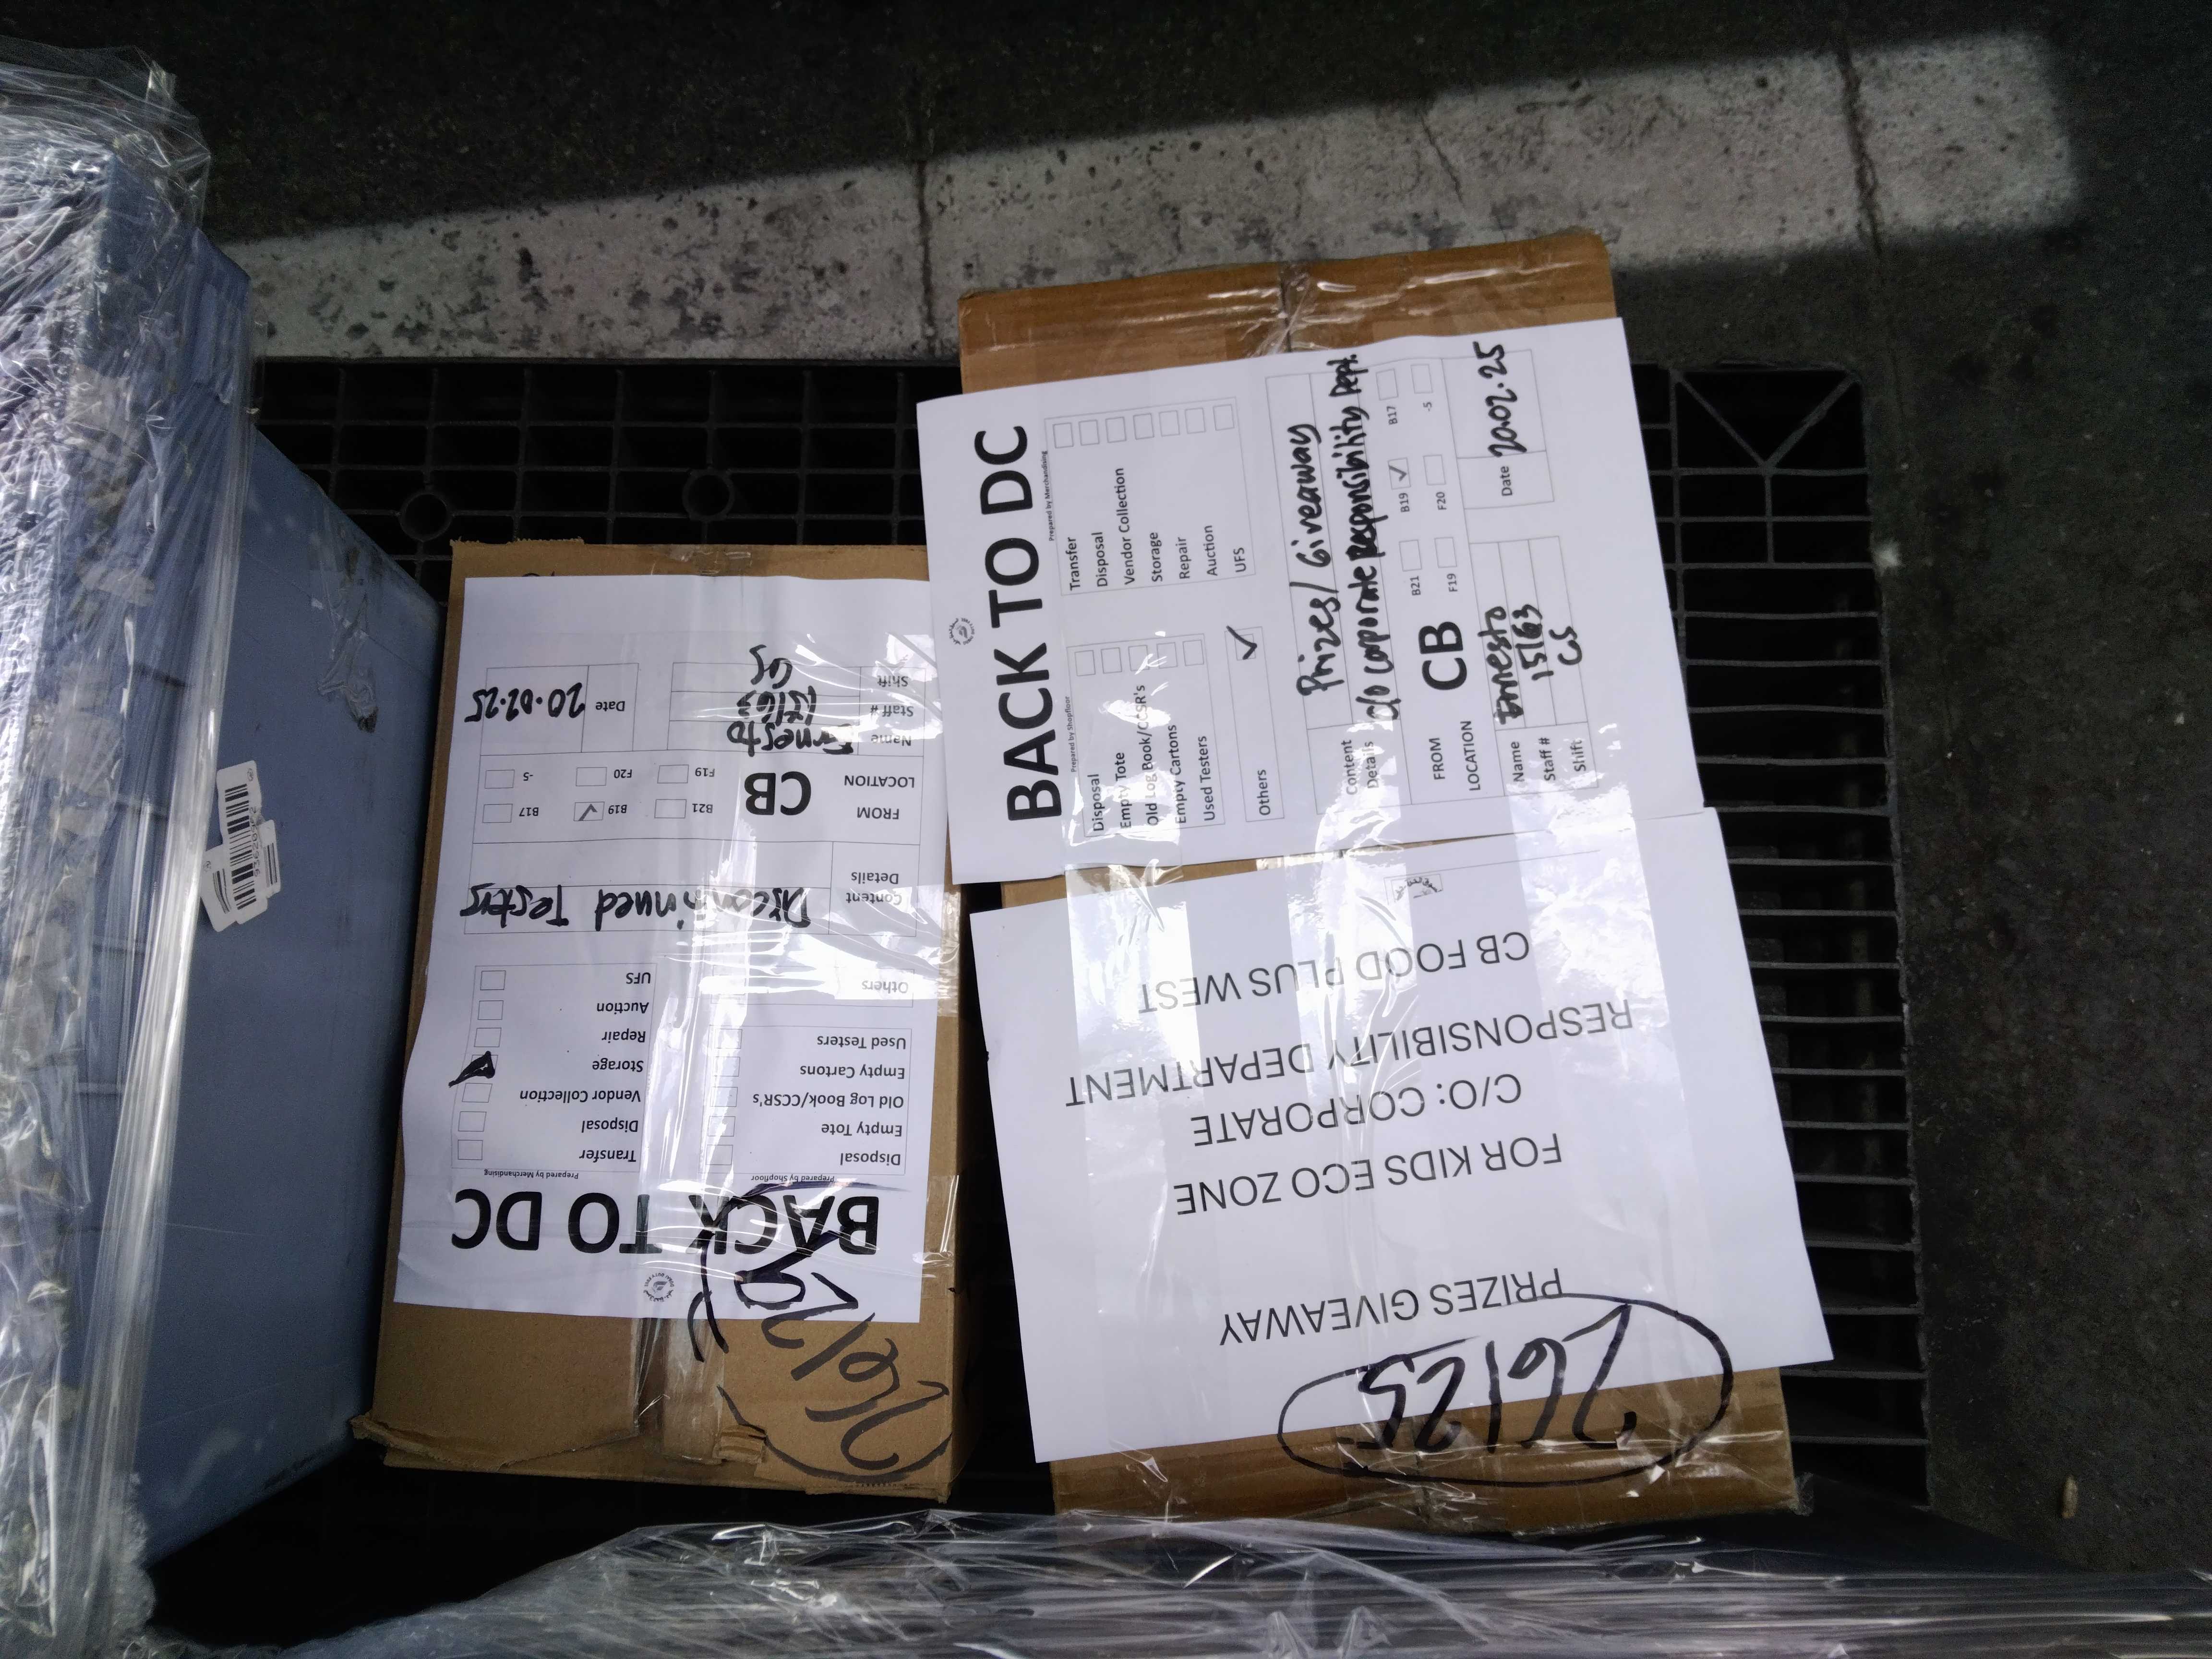 BACK TO DC
Prepared by Shopfloor
Prepared by Merchandising
Disposal
Empty Tote
Old Log Book/CCSR's
Empty Cartons
Used Testers
Others
Transfer
Disposal
Vendor Collection
Storage
Repair
Auction
UFS
Content
Details
Discontinued Testers
FROM
LOCATION
CB
B21
B19
B17
F19
F20
-5
Name
Ernesto
Staff #
15163
Shift
GS
Date
20.02.25
BACK TO DC
Prepared by Shopfloor
Prepared by Merchandising
Disposal
Empty Tote
Old Log Book/CCSR's
Empty Cartons
Used Testers
Others
Transfer
Disposal
Vendor Collection
Storage
Repair
Auction
UFS
Content
Details
Prizes/ Giveaway
c/o corporate Responsibility Dept.
FROM
LOCATION
CB
B21
B19
B17
F19
F20
-5
Name
Ernesto
Staff #
15163
Shift
GS
Date
20.02.25
26/25
PRIZES GIVEAWAY
FOR KIDS ECO ZONE
C/O: CORPORATE
RESPONSIBILITY DEPARTMENT
CB FOOD PLUS WEST